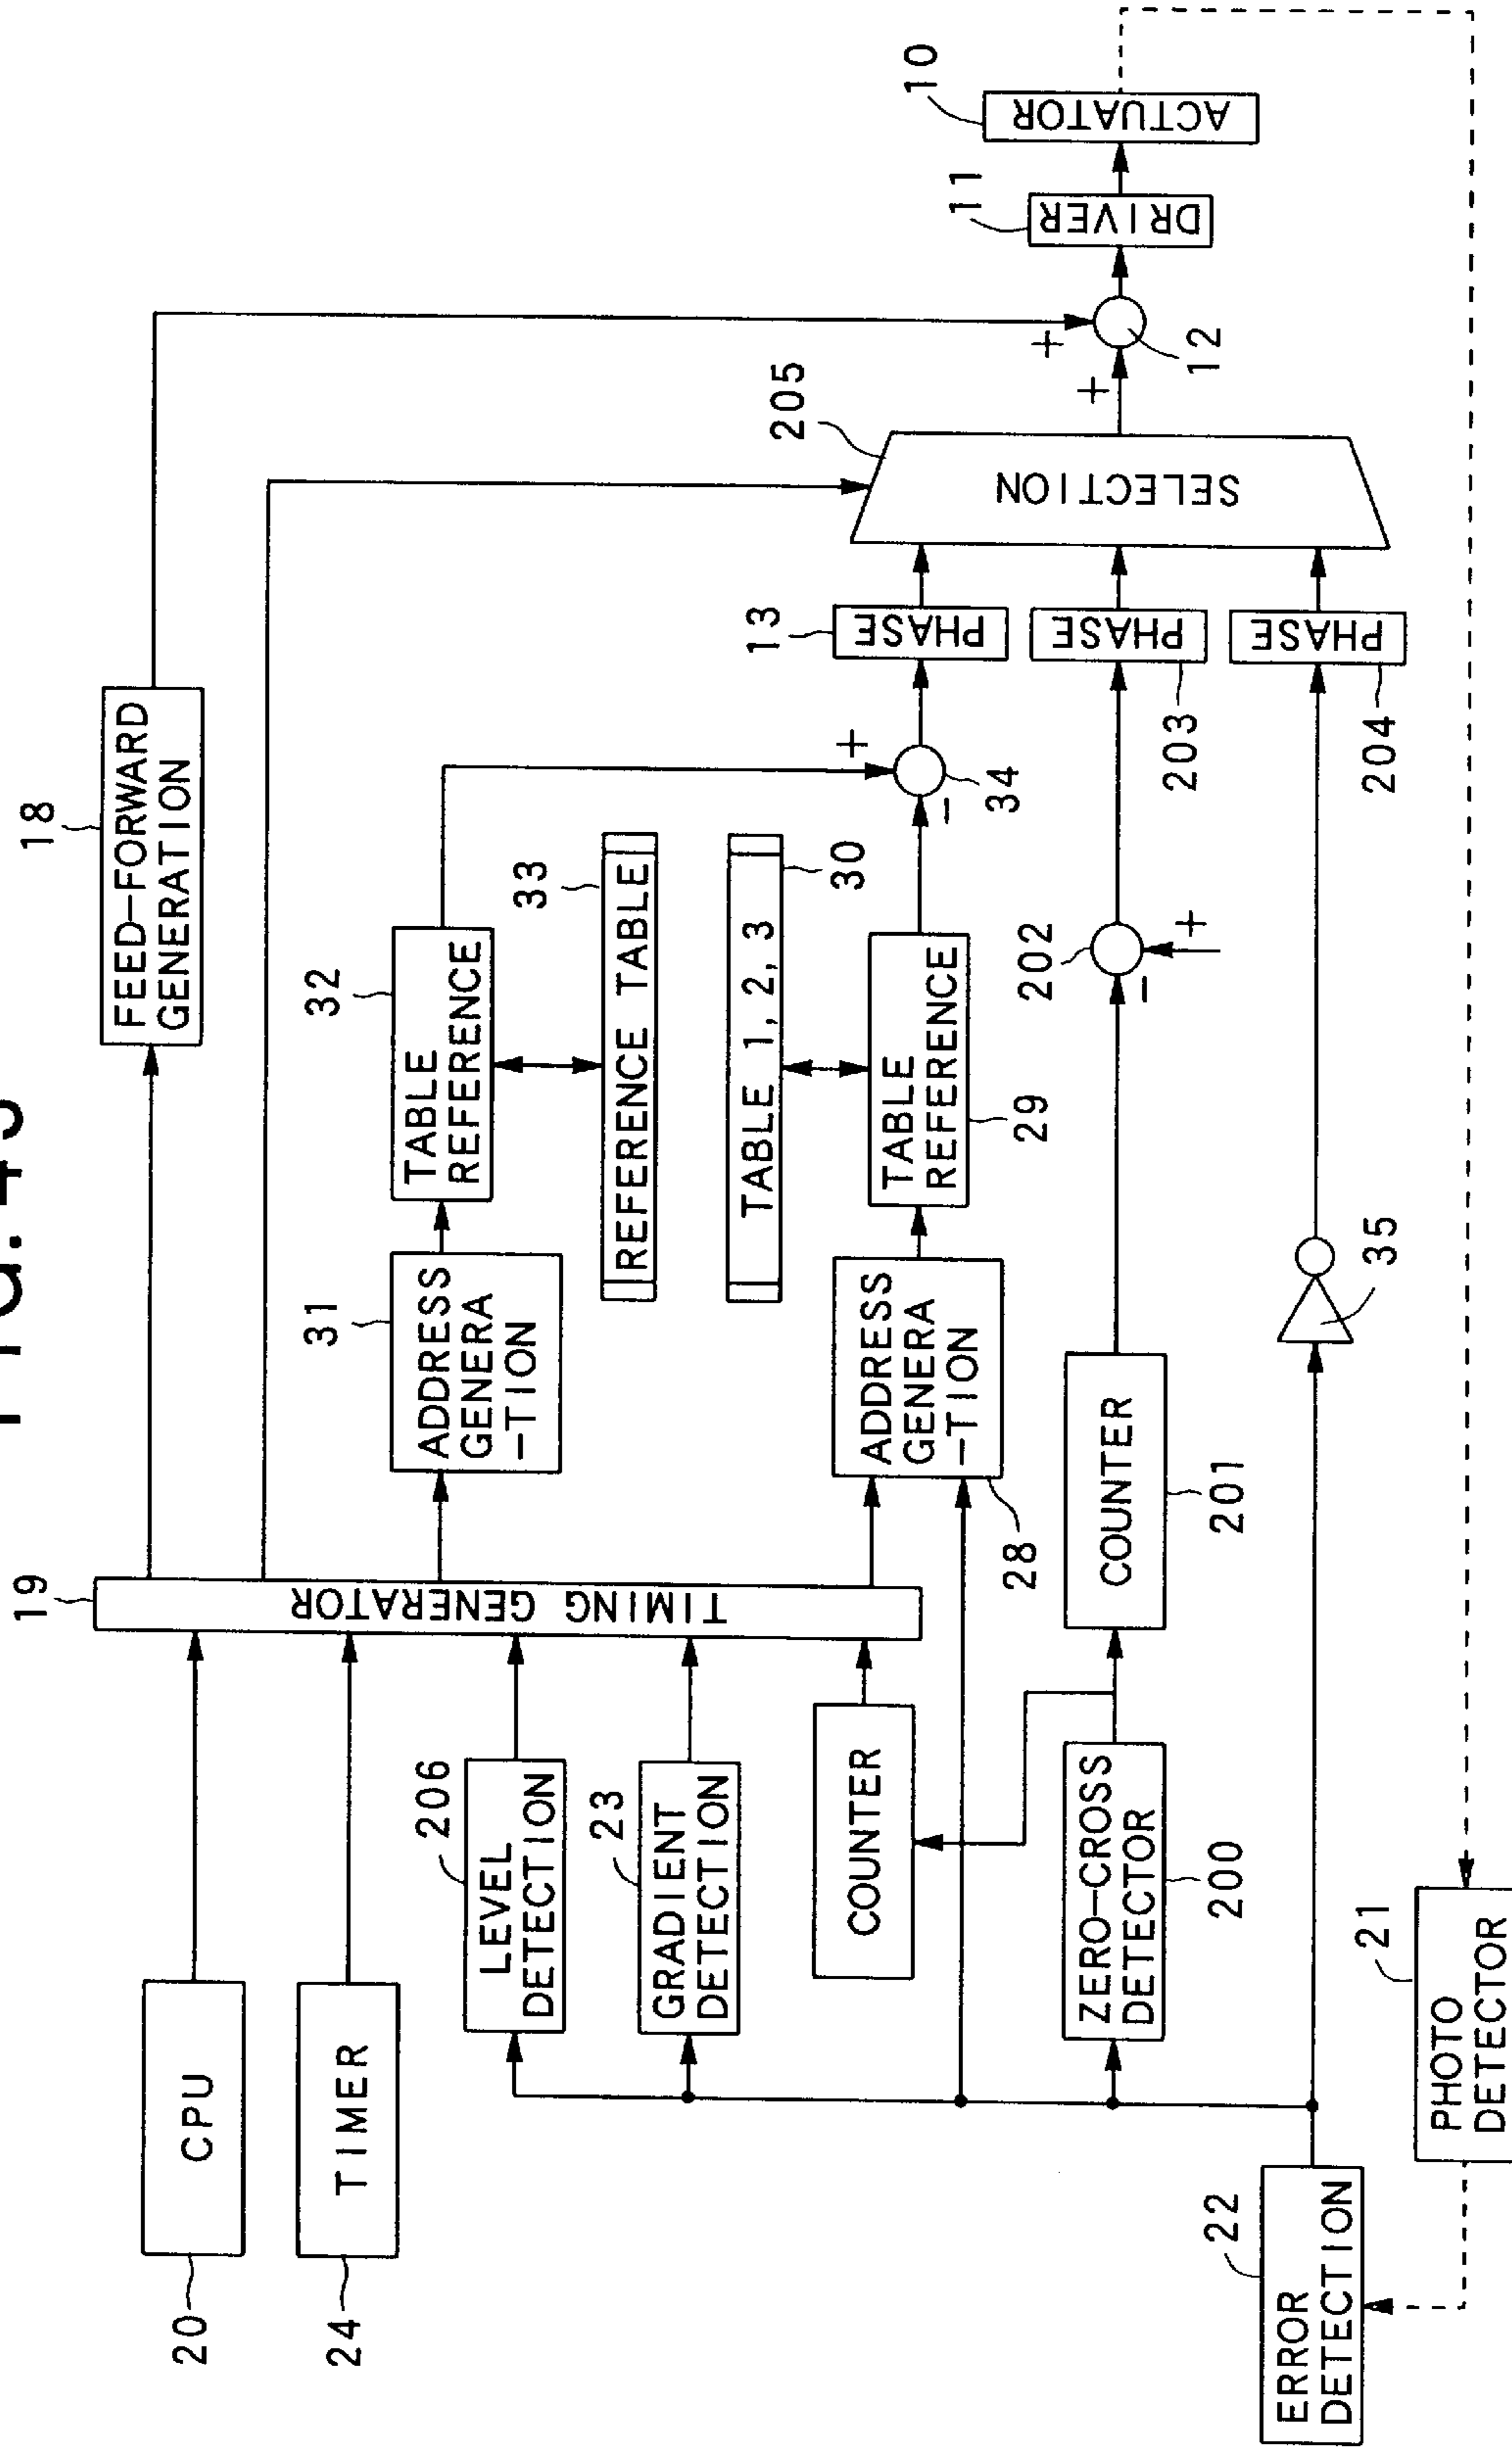 FIG. 45
18
FEED-FORWARD
GENERATION
19
TIMING GENERATOR
20
CPU
24
TIMER
206
LEVEL
DETECTION
23
GRADIENT
DETECTION
COUNTER
ZERO-CROSS
DETECTOR
200
22
ERROR
DETECTION
21
PHOTO
DETECTOR
31
ADDRESS
GENERA
-TION
32
TABLE
REFERENCE
33
REFERENCE TABLE
TABLE 1, 2, 3
30
ADDRESS
GENERA
-TION
28
TABLE
REFERENCE
29
COUNTER
201
35
+
-
34
202
-
+
13
PHASE
PHASE
203
PHASE
204
205
SELECTION
+
+
12
11
DRIVER
10
ACTUATOR